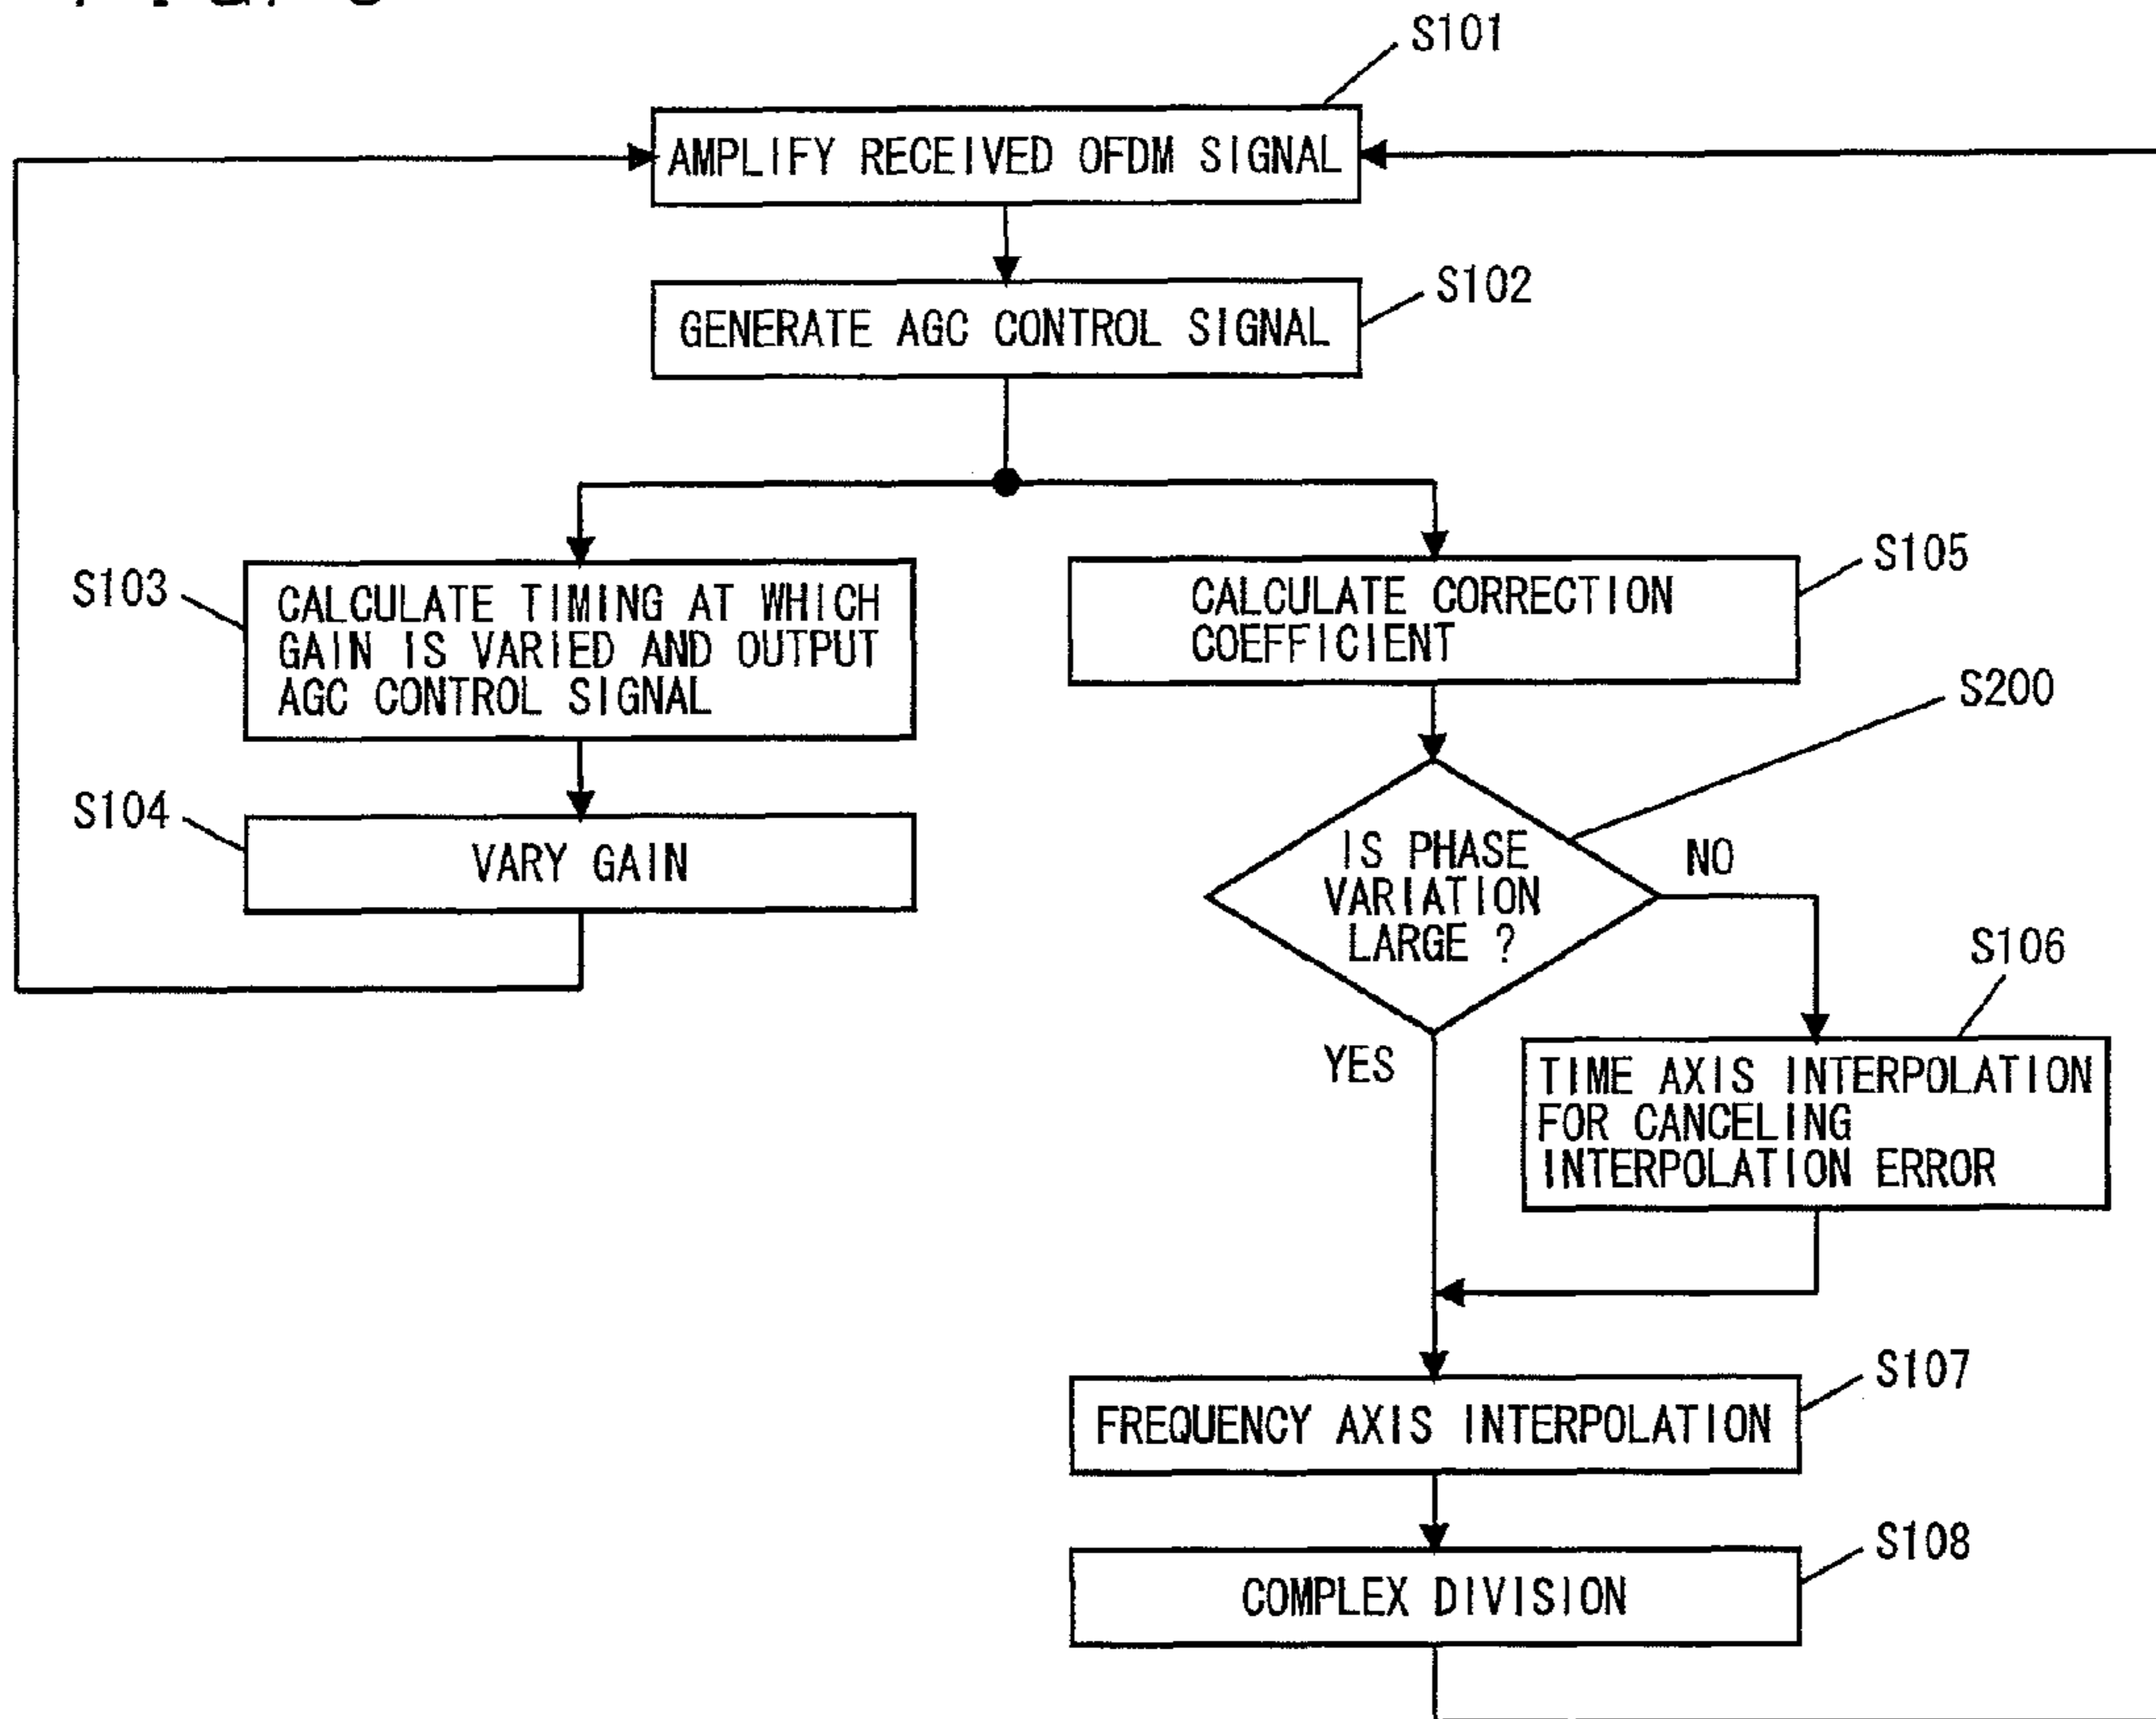 S101
AMPLIFY RECEIVED OFDM SIGNAL
S102
GENERATE AGC CONTROL SIGNAL
S103
CALCULATE TIMING AT WHICH
GAIN IS VARIED AND OUTPUT
AGC CONTROL SIGNAL
S105
CALCULATE CORRECTION
COEFFICIENT
S200
S104
VARY GAIN
IS PHASE
VARIATION
LARGE ?
NO
YES
S106
TIME AXIS INTERPOLATION
FOR CANCELING
INTERPOLATION ERROR
S107
FREQUENCY AXIS INTERPOLATION
S108
COMPLEX DIVISION